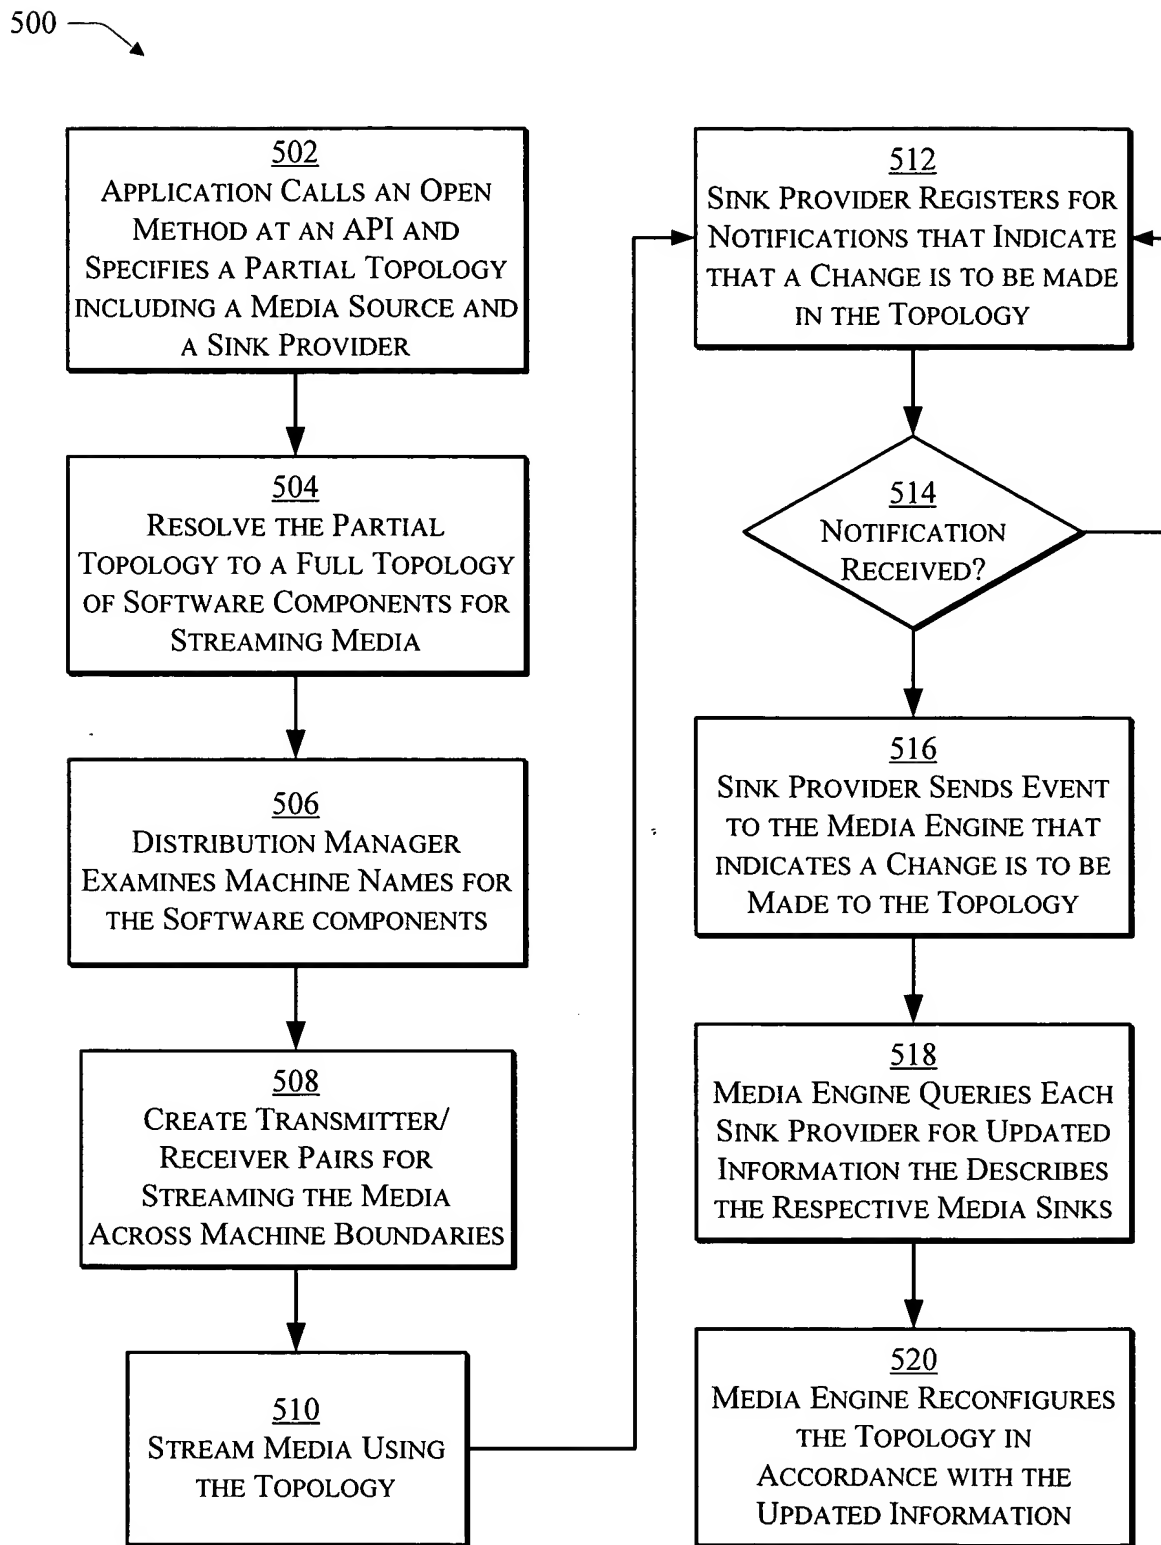 500
502
APPLICATION CALLS AN OPEN
METHOD AT AN API AND
SPECIFIES A PARTIAL TOPOLOGY
INCLUDING A MEDIA SOURCE AND
A SINK PROVIDER
504
RESOLVE THE PARTIAL
TOPOLOGY TO A FULL TOPOLOGY
OF SOFTWARE COMPONENTS FOR
STREAMING MEDIA
506
DISTRIBUTION MANAGER
EXAMINES MACHINE NAMES FOR
THE SOFTWARE COMPONENTS
508
CREATE TRANSMITTER/
RECEIVER PAIRS FOR
STREAMING THE MEDIA
ACROSS MACHINE BOUNDARIES
510
STREAM MEDIA USING
THE TOPOLOGY
512
SINK PROVIDER REGISTERS FOR
NOTIFICATIONS THAT INDICATE
THAT A CHANGE IS TO BE MADE
IN THE TOPOLOGY
514
NOTIFICATION
RECEIVED?
516
SINK PROVIDER SENDS EVENT
TO THE MEDIA ENGINE THAT
INDICATES A CHANGE IS TO BE
MADE TO THE TOPOLOGY
518
MEDIA ENGINE QUERIES EACH
SINK PROVIDER FOR UPDATED
INFORMATION THE DESCRIBES
THE RESPECTIVE MEDIA SINKS
520
MEDIA ENGINE RECONFIGURES
THE TOPOLOGY IN
ACCORDANCE WITH THE
UPDATED INFORMATION